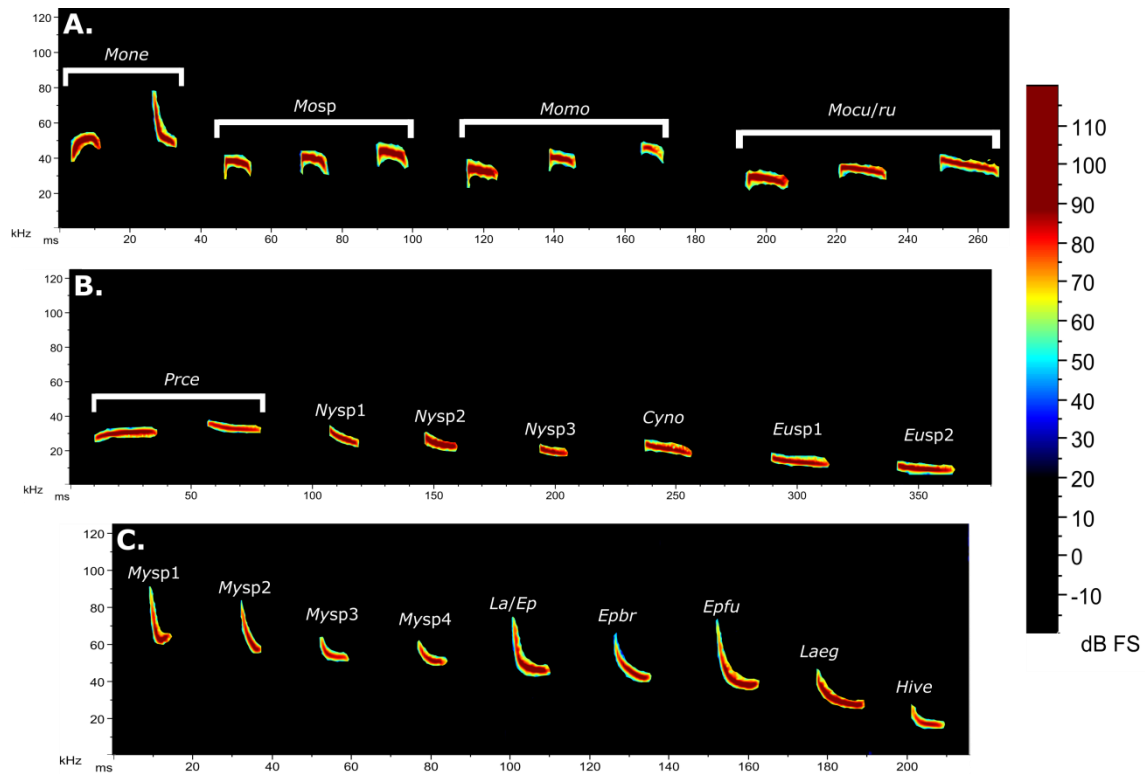 A.
Mone
Mosp
Momo
Mocu/ru
120
100
80
60
40
20
kHz
ms
20 40 60 80 100 120 140 160 180 200 220 240 260
B.
Prce
Nysp1
Nysp2
Nysp3
Cyno
Eusp1
Eusp2
120
100
80
60
40
20
kHz
ms
50 100 150 200 250 300 350
C.
Mysp1
Mysp2
Mysp3
Mysp4
La/Ep
Epbr
Epfu
Laeg
Hive
120
100
80
60
40
20
kHz
ms
20 40 60 80 100 120 140 160 180 200
110
100
90
80
70
60
50
40
30
20
10
0
-10
dB FS